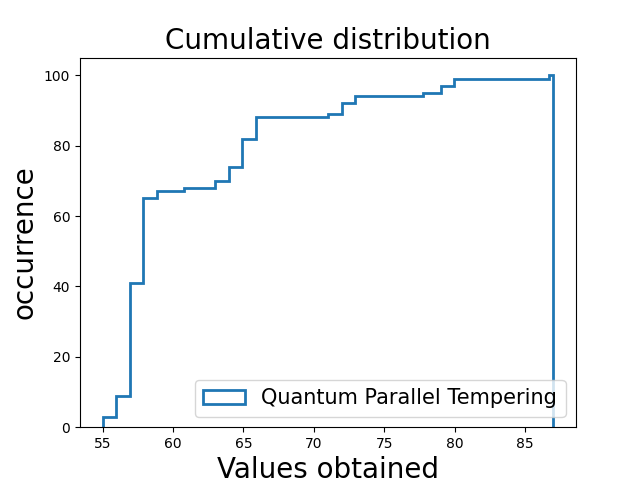 Cumulative distribution
occurrence
100
80
60
40
20
0
55 60 65 70 75 80 85
Values obtained
Quantum Parallel Tempering